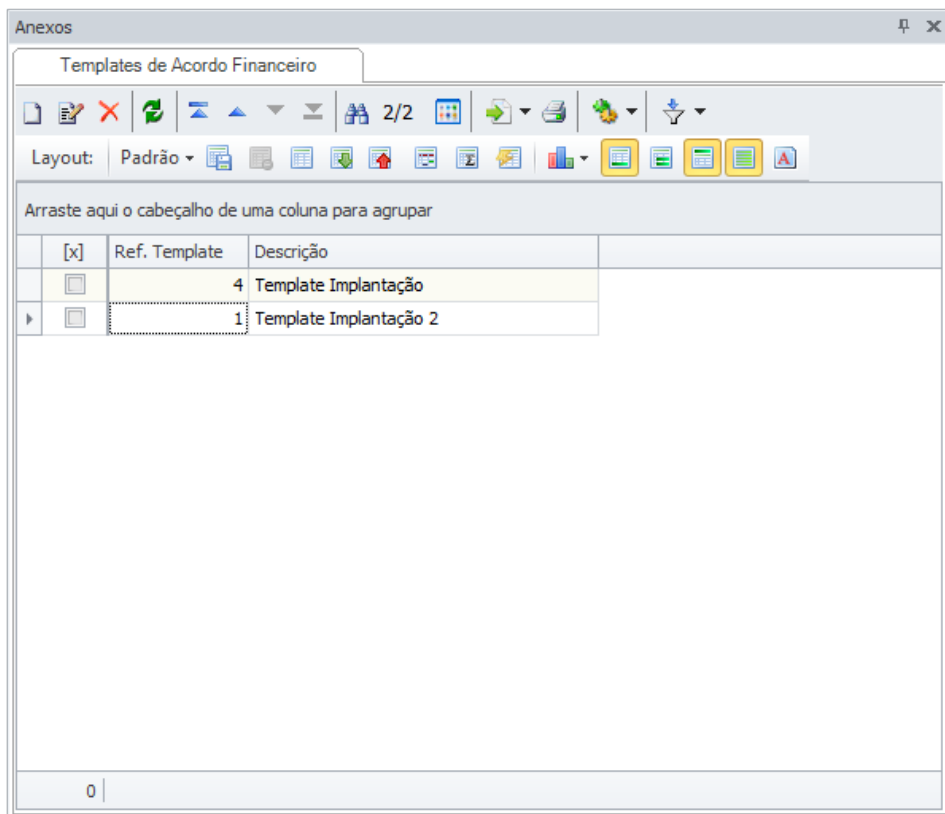 Anexos
Templates de Acordo Financeiro
2/2
Layout: Padrão
Arraste aqui o cabeçalho de uma coluna para agrupar
[x] Ref. Template Descrição
4 Template Implantação
1 Template Implantação 2
0